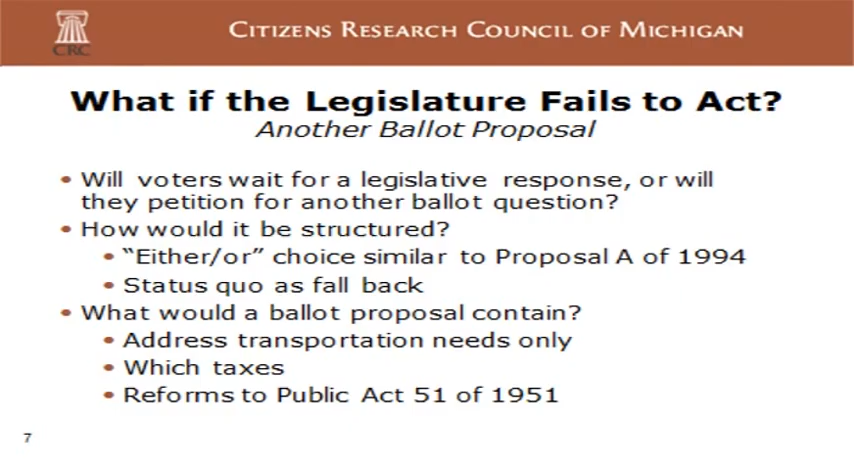 CRC
CITIZENS RESEARCH COUNCIL OF MICHIGAN
What if the Legislature Fails to Act?
Another Ballot Proposal
• Will voters wait for a legislative response, or will
they petition for another ballot question?
• How would it be structured?
• “Either/or” choice similar to Proposal A of 1994
• Status quo as fall back
• What would a ballot proposal contain?
• Address transportation needs only
• Which taxes
• Reforms to Public Act 51 of 1951
7